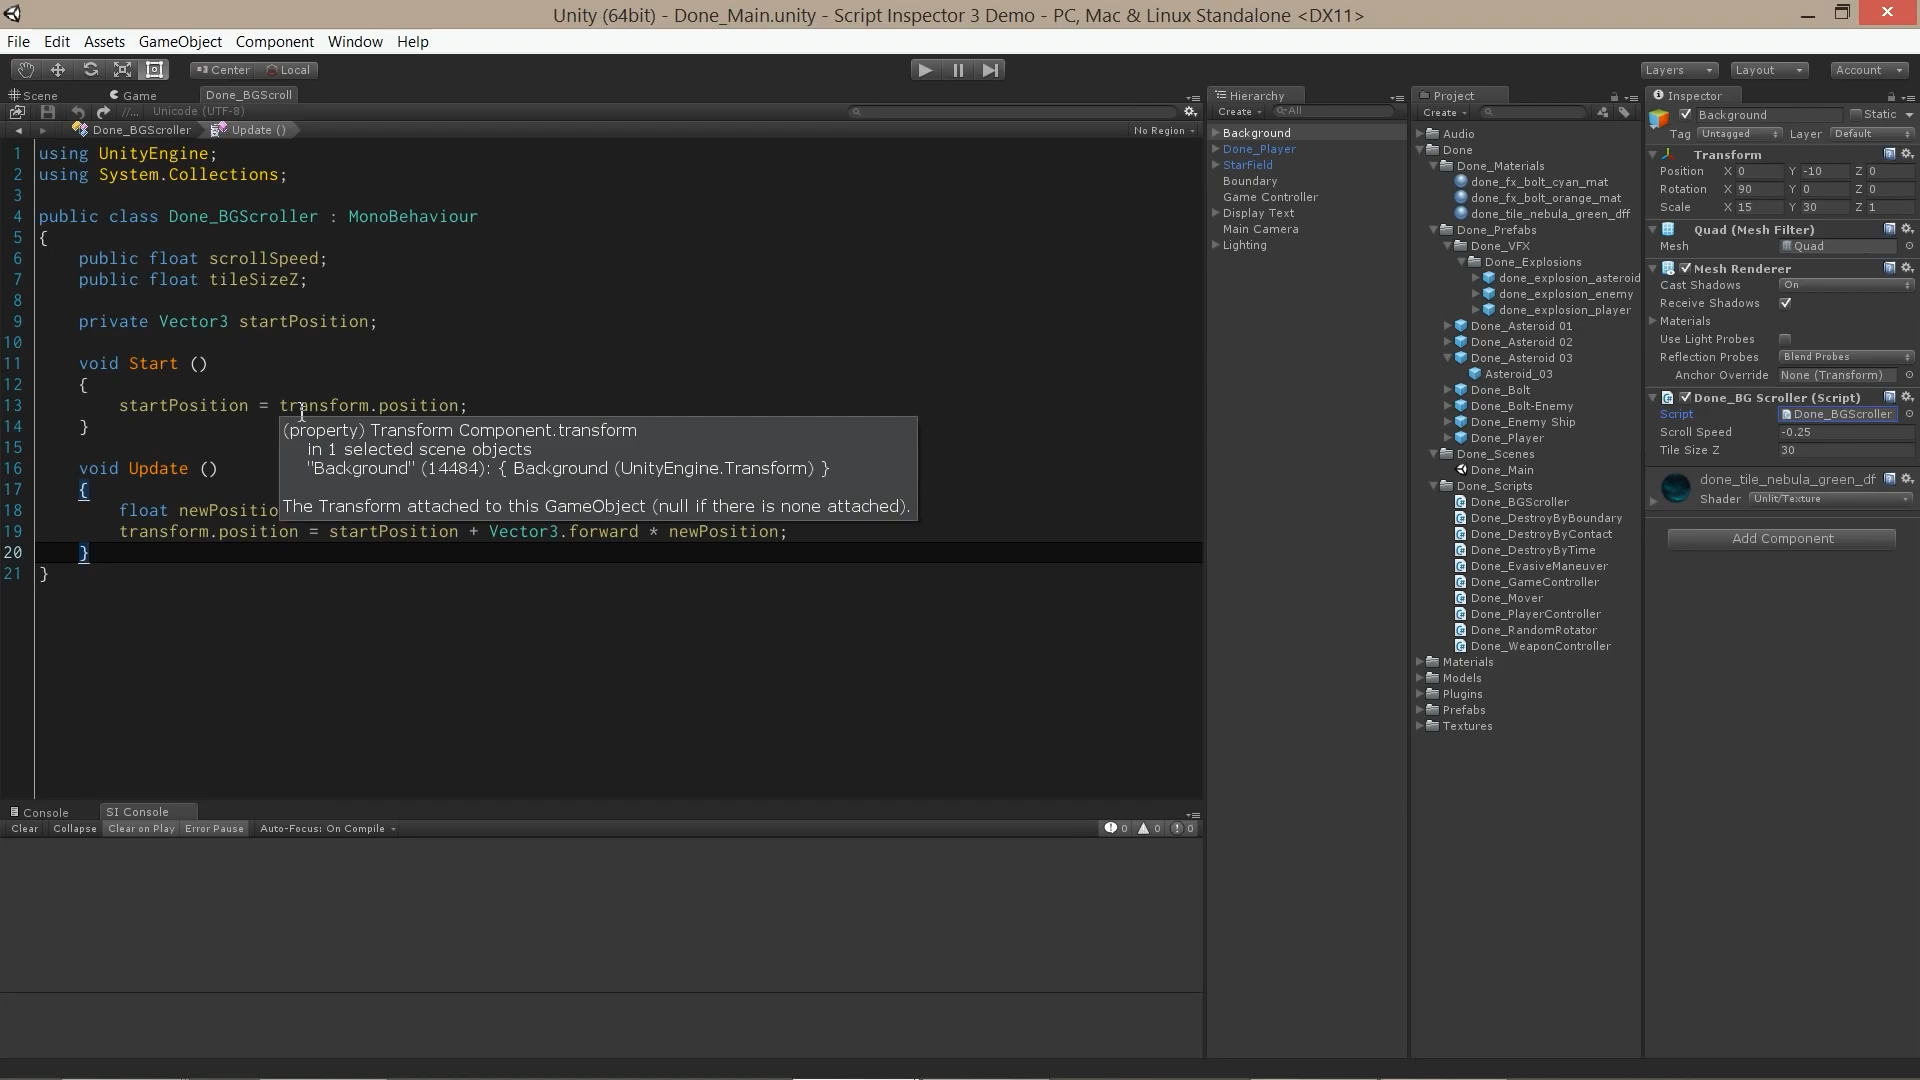 Unity (64bit) - Done_Main.unity - Script Inspector 3 Demo - PC, Mac & Linux Standalone <DX11>
File Edit Assets GameObject Component Window Help
Center Local
Layers Layout Account
Scene Game Done_BGScroll
//... Unicode (UTF-8)
Done_BGScroller Update () No Region
1 using UnityEngine;
2 using System.Collections;
3
4 public class Done_BGScroller : MonoBehaviour
5 {
6 public float scrollSpeed;
7 public float tileSizeZ;
8
9 private Vector3 startPosition;
10
11 void Start ()
12 {
13 startPosition = transform.position;
14 }
15
16 void Update ()
17 {
18 float newPositio
19 transform.position = startPosition + Vector3.forward * newPosition;
20 }
21 }
(property) Transform Component.transform
in 1 selected scene objects
"Background" (14484): { Background (UnityEngine.Transform) }
The Transform attached to this GameObject (null if there is none attached).
Console SI Console
Clear Collapse Clear on Play Error Pause Auto-Focus: On Compile 0 0 0
Hierarchy
Create All
Background
Done_Player
StarField
Boundary
Game Controller
Display Text
Main Camera
Lighting
Project
Create
Audio
Done
Done_Materials
done_fx_bolt_cyan_mat
done_fx_bolt_orange_mat
done_tile_nebula_green_dff
Done_Prefabs
Done_VFX
Done_Explosions
done_explosion_asteroid
done_explosion_enemy
done_explosion_player
Done_Asteroid 01
Done_Asteroid 02
Done_Asteroid 03
Asteroid_03
Done_Bolt
Done_Bolt-Enemy
Done_Enemy Ship
Done_Player
Done_Scenes
Done_Main
Done_Scripts
Done_BGScroller
Done_DestroyByBoundary
Done_DestroyByContact
Done_DestroyByTime
Done_EvasiveManeuver
Done_GameController
Done_Mover
Done_PlayerController
Done_RandomRotator
Done_WeaponController
Materials
Models
Plugins
Prefabs
Textures
Inspector
Background Static
Tag Untagged Layer Default
Transform
Position X 0 Y -10 Z 0
Rotation X 90 Y 0 Z 0
Scale X 15 Y 30 Z 1
Quad (Mesh Filter)
Mesh Quad
Mesh Renderer
Cast Shadows On
Receive Shadows
Materials
Use Light Probes
Reflection Probes Blend Probes
Anchor Override None (Transform)
Done_BG Scroller (Script)
Script Done_BGScroller
Scroll Speed -0.25
Tile Size Z 30
done_tile_nebula_green_df
Shader Unlit/Texture
Add Component